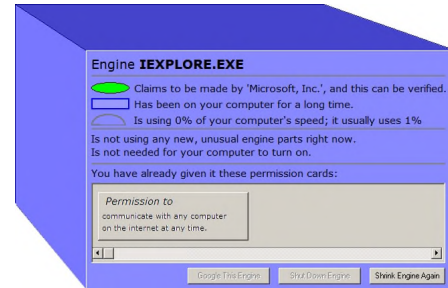 Engine IEXPLORE.EXE
Claims to be made by 'Microsoft, Inc.', and this can be verified.
Has been on your computer for a long time.
Is using 0% of your computer's speed; it usually uses 1%
Is not using any new, unusual engine parts right now.
Is not needed for your computer to turn on.
You have already given it these permission cards:
Permission to
communicate with any computer
on the internet at any time.
Google This Engine
Shut Down Engine
Shrink Engine Again